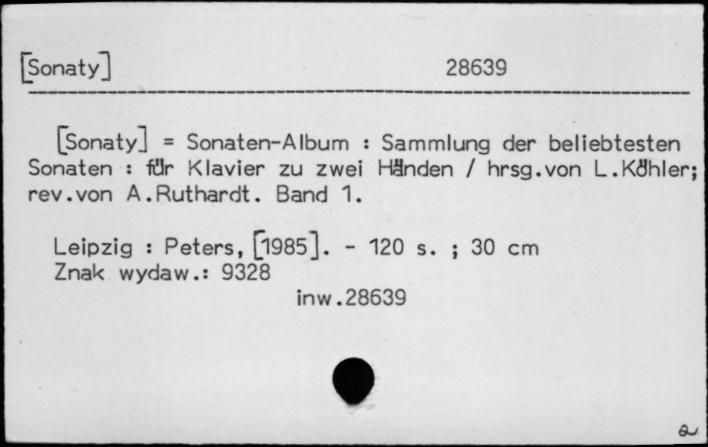 [Sonaty] 28639
[Sonaty] = Sonaten-Album : Sammlung der beliebtesten
Sonaten : für Klavier zu zwei Händen / hrsg.von L.Köhler;
rev.von A.Ruthardt. Band 1.
Leipzig : Peters, [1985]. - 120 s. ; 30 cm
Znak wydaw.: 9328
inw.28639